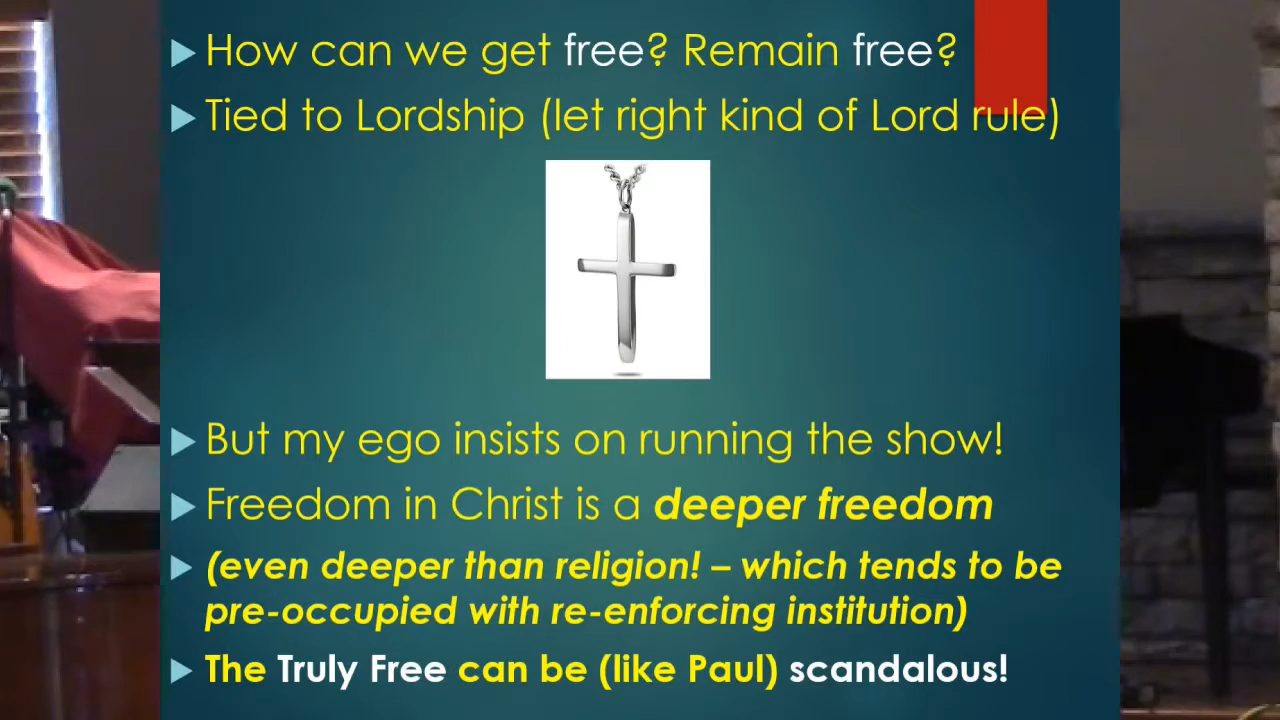 How can we get free? Remain free?
Tied to Lordship (let right kind of Lord rule)
But my ego insists on running the show!
Freedom in Christ is a deeper freedom
(even deeper than religion! – which tends to be
pre-occupied with re-enforcing institution)
The Truly Free can be (like Paul) scandalous!